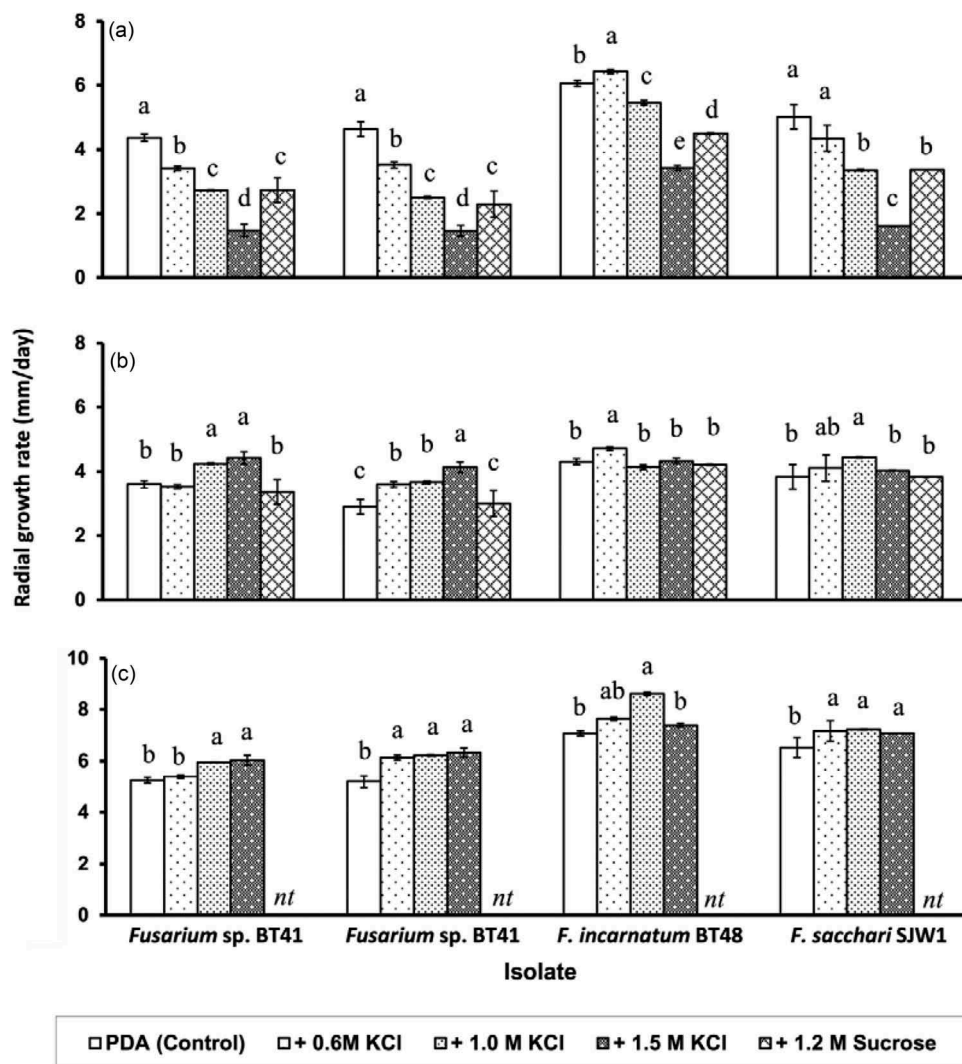 Radial growth rate (mm/day)
(a)
8
6
4
2
0
a b c d c
a b c d c
b a c e d
a a b c b
(b)
8
6
4
2
0
b b a a b
c b b a c
b a b b b
b ab a b b
(c)
10
8
6
4
2
0
b b a a nt
b a a a nt
b ab a b nt
b a a a nt
Fusarium sp. BT41 Fusarium sp. BT41 F. incarnatum BT48 F. sacchari SJW1
Isolate
PDA (Control) + 0.6M KCl + 1.0 M KCl + 1.5 M KCl + 1.2 M Sucrose